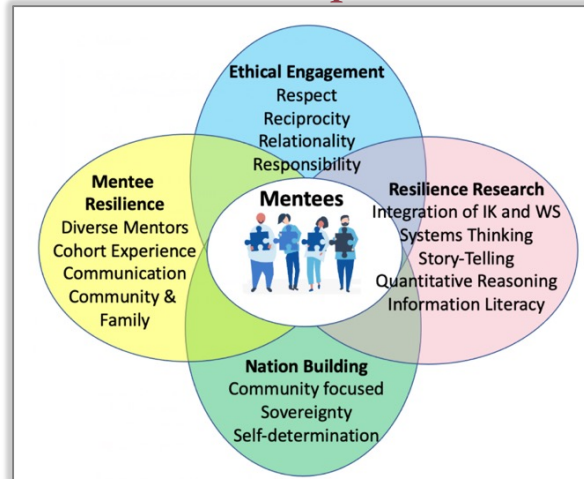 Ethical Engagement
Respect
Reciprocity
Relationality
Responsibility
Mentee
Resilience
Diverse Mentors
Cohort Experience
Communication
Community &
Family
Mentees
Resilience Research
Integration of IK and WS
Systems Thinking
Story-Telling
Quantitative Reasoning
Information Literacy
Nation Building
Community focused
Sovereignty
Self-determination